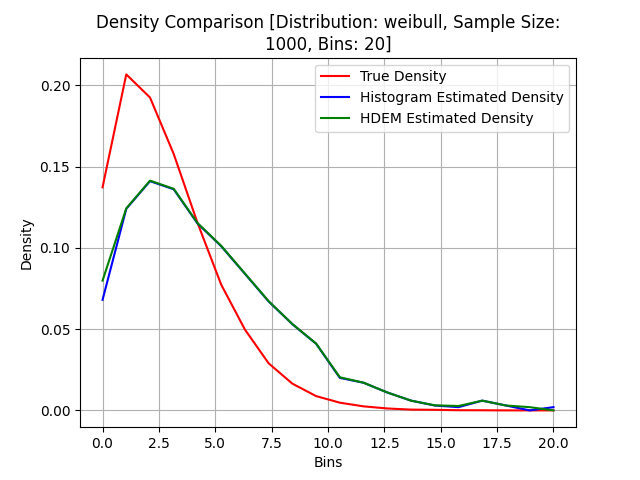 Density Comparison [Distribution: weibull, Sample Size:
1000, Bins: 20]
True Density
Histogram Estimated Density
HDEM Estimated Density
Density
0.20
0.15
0.10
0.05
0.00
0.0 2.5 5.0 7.5 10.0 12.5 15.0 17.5 20.0
Bins